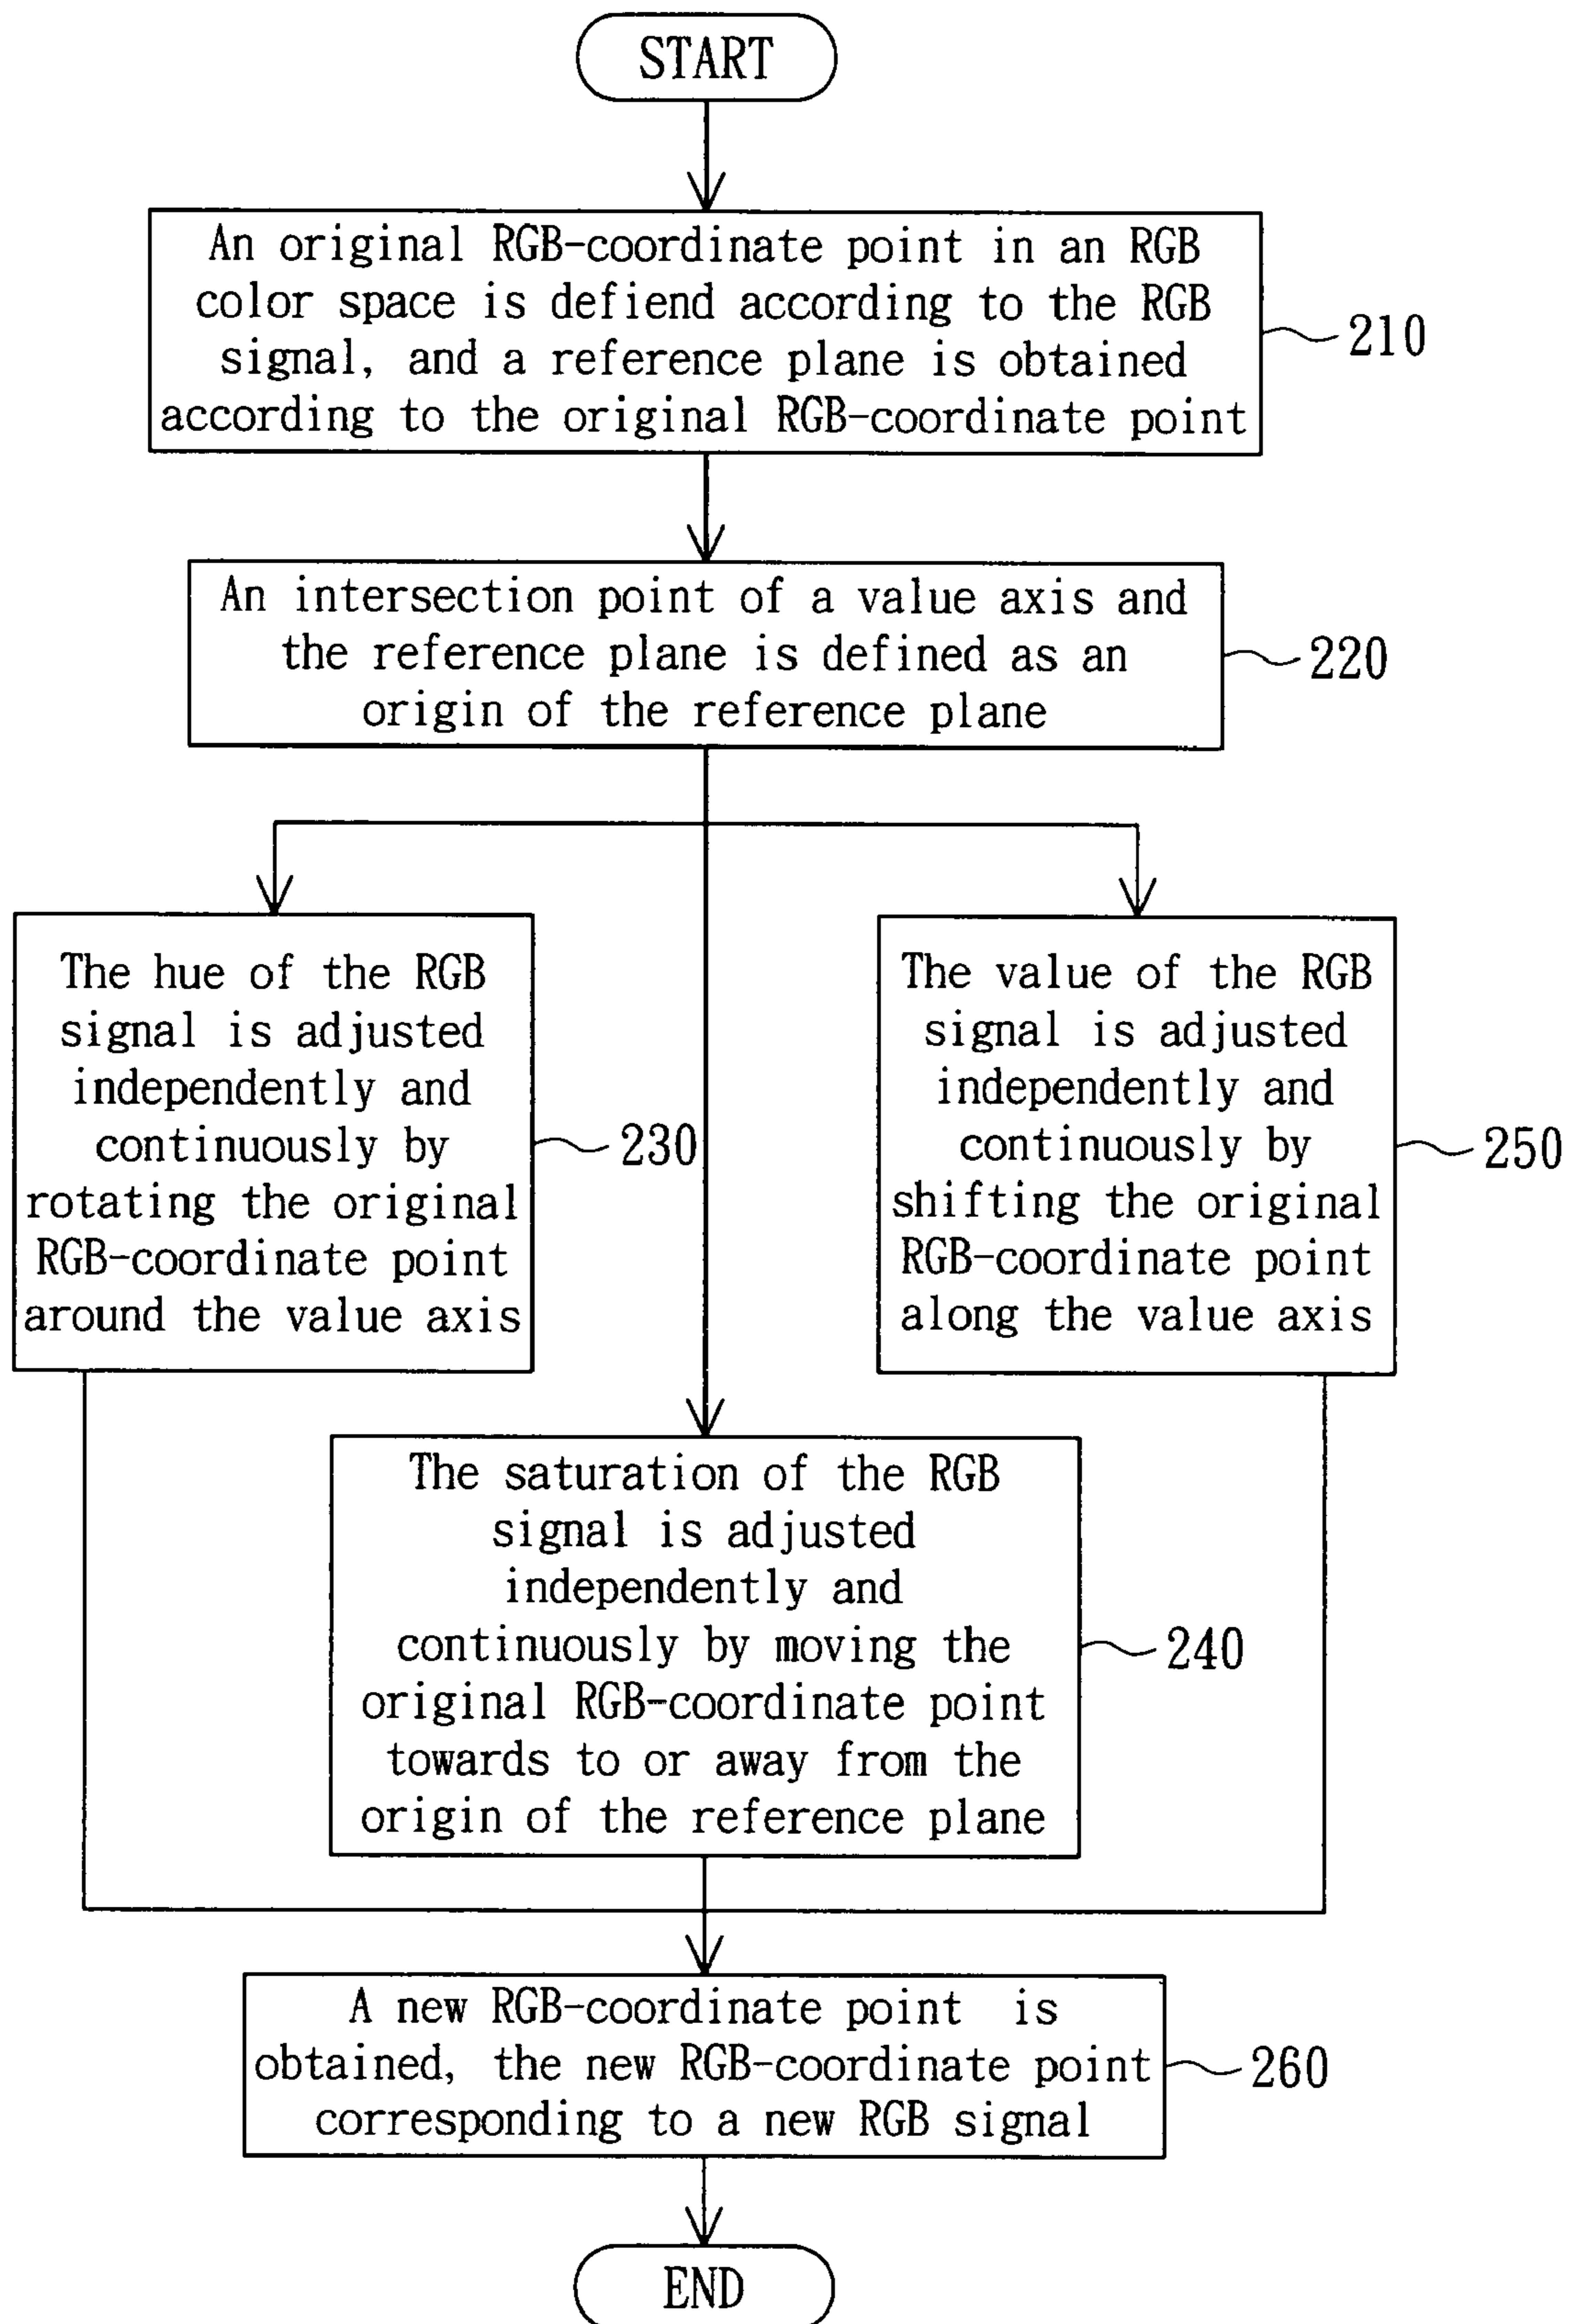 START
An original RGB-coordinate point in an RGB
color space is defiend according to the RGB
signal, and a reference plane is obtained
according to the original RGB-coordinate point
210
An intersection point of a value axis and
the reference plane is defined as an
origin of the reference plane
220
The hue of the RGB
signal is adjusted
independently and
continuously by
rotating the original
RGB-coordinate point
around the value axis
230
The value of the RGB
signal is adjusted
independently and
continuously by
shifting the original
RGB-coordinate point
along the value axis
250
The saturation of the RGB
signal is adjusted
independently and
continuously by moving the
original RGB-coordinate point
towards to or away from the
origin of the reference plane
240
A new RGB-coordinate point is
obtained, the new RGB-coordinate point
corresponding to a new RGB signal
260
END